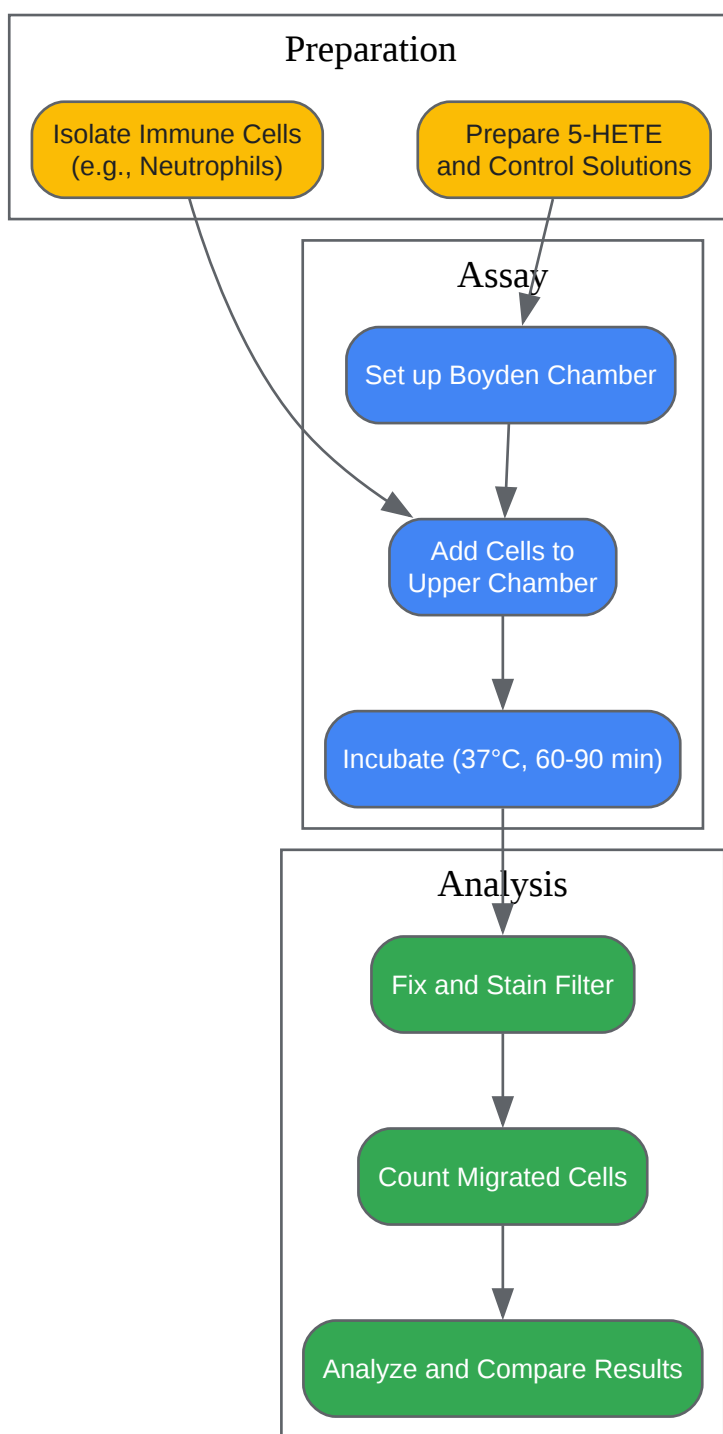 Preparation
Isolate Immune Cells
(e.g., Neutrophils)
Prepare 5-HETE
and Control Solutions
Assay
Set up Boyden Chamber
Add Cells to
Upper Chamber
Incubate (37°C, 60-90 min)
Analysis
Fix and Stain Filter
Count Migrated Cells
Analyze and Compare Results